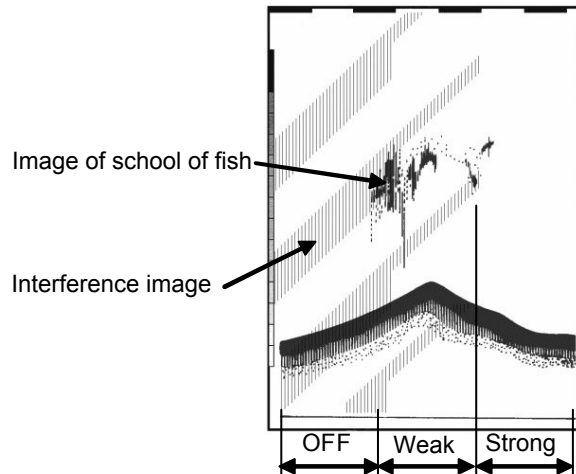 Image of school of fish
Interference image
OFF Weak Strong